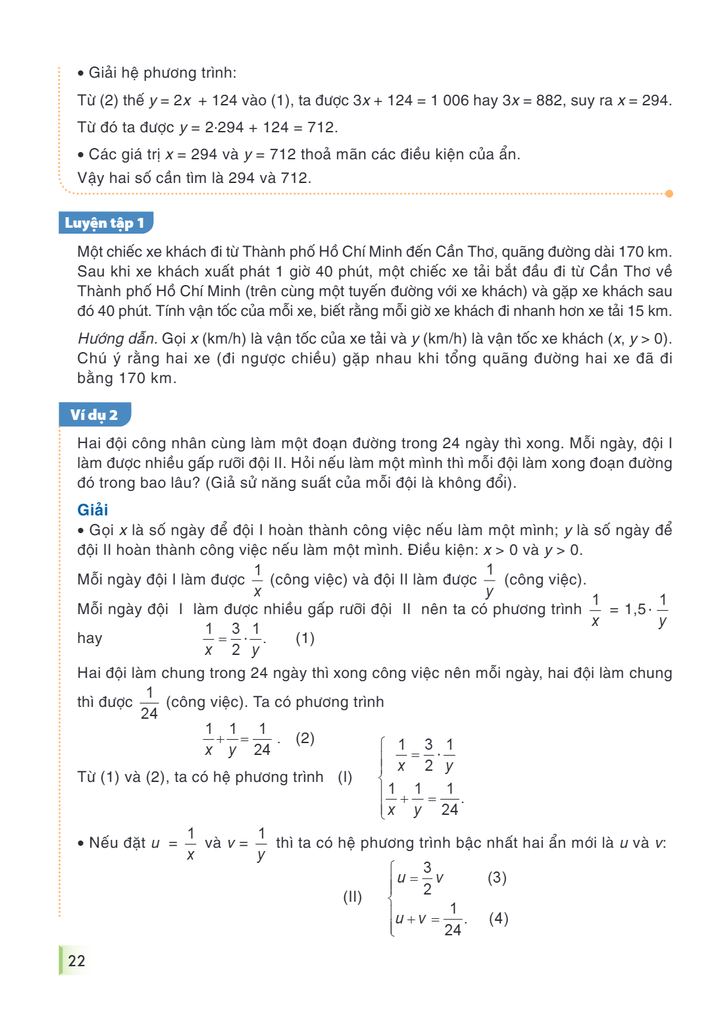 • Giải hệ phương trình:
Từ (2) thế y = 2x + 124 vào (1), ta được 3x + 124 = 1 006 hay 3x = 882, suy ra x = 294.
Từ đó ta được y = 2·294 + 124 = 712.
• Các giá trị x = 294 và y = 712 thoả mãn các điều kiện của ẩn.
Vậy hai số cần tìm là 294 và 712.
Luyện tập 1
Một chiếc xe khách đi từ Thành phố Hồ Chí Minh đến Cần Thơ, quãng đường dài 170 km.
Sau khi xe khách xuất phát 1 giờ 40 phút, một chiếc xe tải bắt đầu đi từ Cần Thơ về
Thành phố Hồ Chí Minh (trên cùng một tuyến đường với xe khách) và gặp xe khách sau
đó 40 phút. Tính vận tốc của mỗi xe, biết rằng mỗi giờ xe khách đi nhanh hơn xe tải 15 km.
Hướng dẫn. Gọi x (km/h) là vận tốc của xe tải và y (km/h) là vận tốc xe khách (x, y > 0).
Chú ý rằng hai xe (đi ngược chiều) gặp nhau khi tổng quãng đường hai xe đã đi
bằng 170 km.
Ví dụ 2
Hai đội công nhân cùng làm một đoạn đường trong 24 ngày thì xong. Mỗi ngày, đội I
làm được nhiều gấp rưỡi đội II. Hỏi nếu làm một mình thì mỗi đội làm xong đoạn đường
đó trong bao lâu? (Giả sử năng suất của mỗi đội là không đổi).
Giải
• Gọi x là số ngày để đội I hoàn thành công việc nếu làm một mình; y là số ngày để
đội II hoàn thành công việc nếu làm một mình. Điều kiện: x > 0 và y > 0.
Mỗi ngày đội I làm được 1/x (công việc) và đội II làm được 1/y (công việc).
Mỗi ngày đội I làm được nhiều gấp rưỡi đội II nên ta có phương trình 1/x = 1,5 · 1/y
hay 1/x = 3/2 · 1/y. (1)
Hai đội làm chung trong 24 ngày thì xong công việc nên mỗi ngày, hai đội làm chung
thì được 1/24 (công việc). Ta có phương trình
1/x + 1/y = 1/24 . (2)
Từ (1) và (2), ta có hệ phương trình (I) { 1/x = 3/2 · 1/y
1/x + 1/y = 1/24.
• Nếu đặt u = 1/x và v = 1/y thì ta có hệ phương trình bậc nhất hai ẩn mới là u và v:
(II) { u = 3/2 v (3)
u + v = 1/24. (4)
22